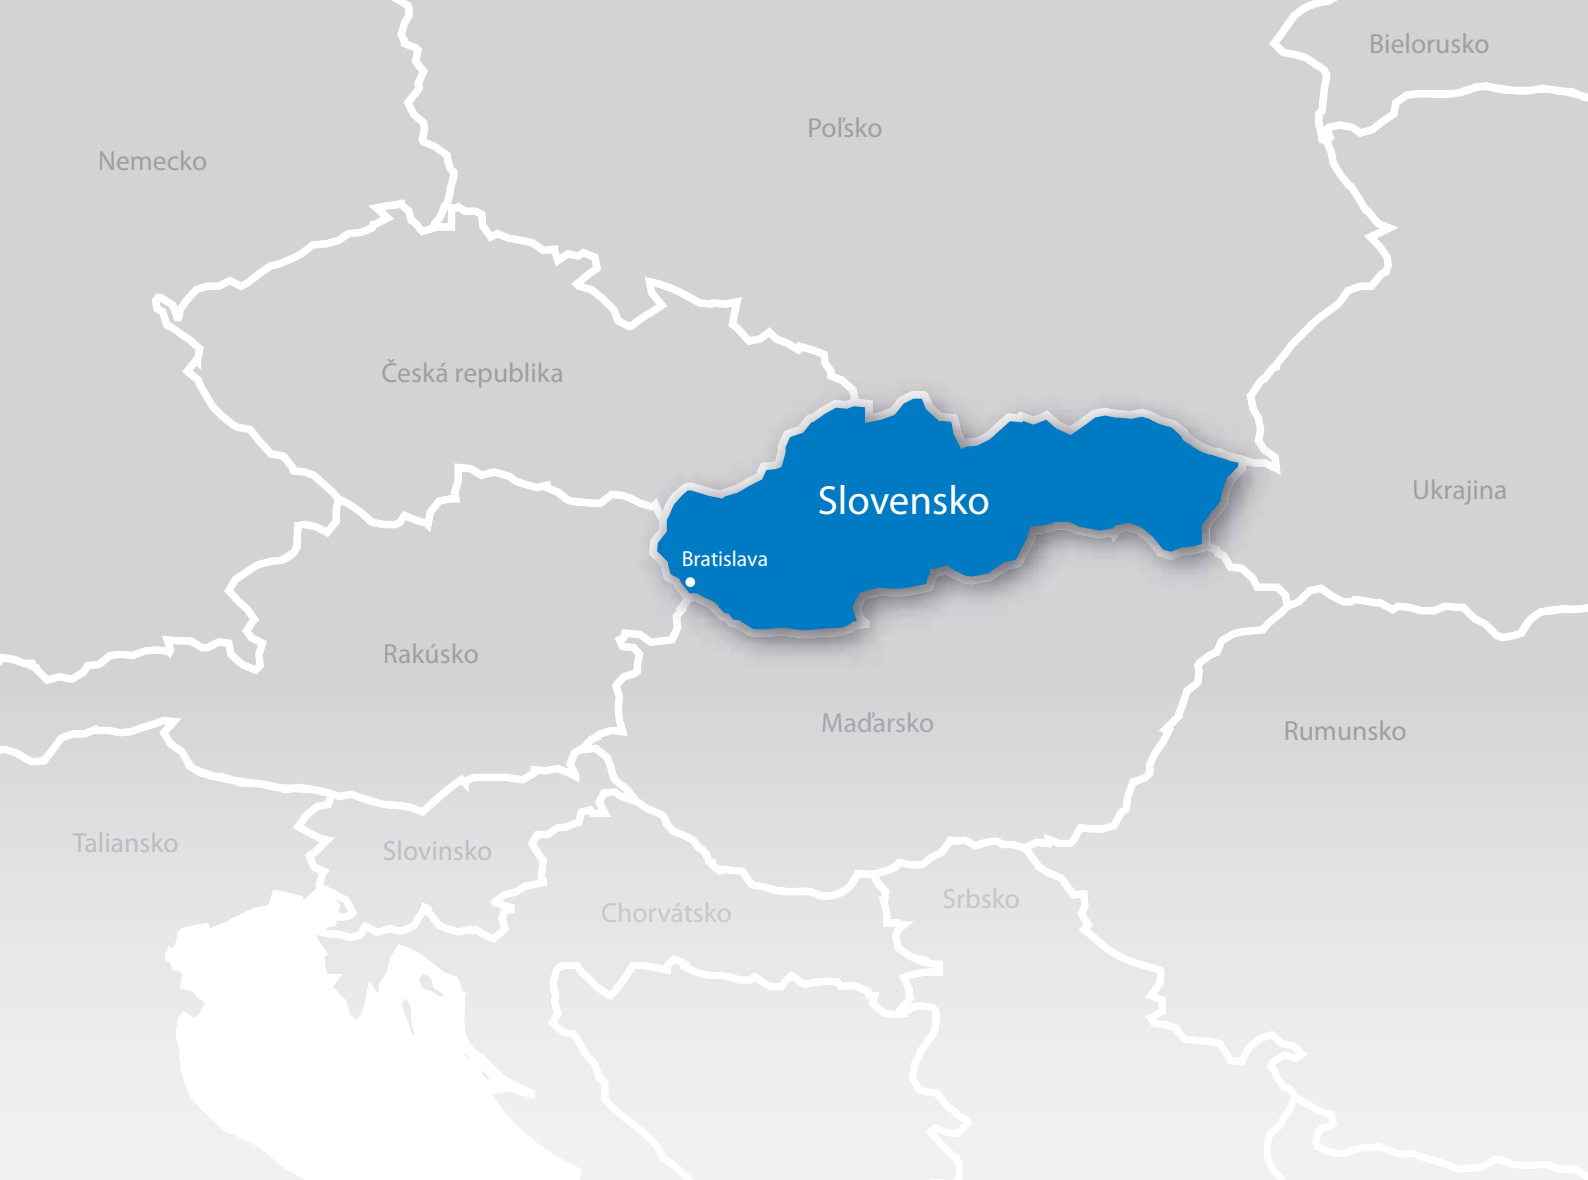 Bielorusko
Poľsko
Nemecko
Česká republika
Ukrajina
Slovensko
Bratislava
Rakúsko
Maďarsko
Rumunsko
Taliansko
Slovinsko
Srbsko
Chorvátsko